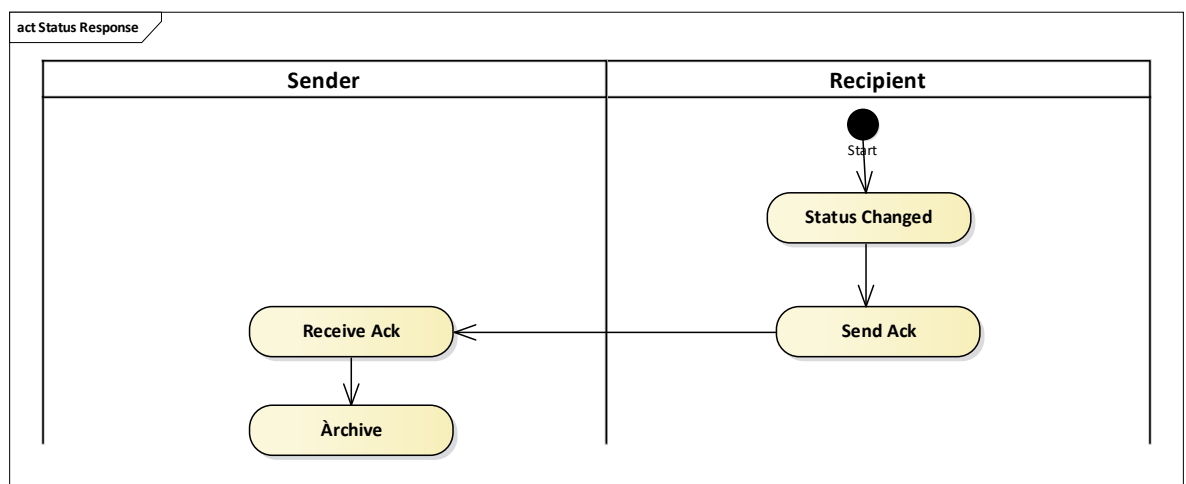 act Status Response
Sender
Recipient
Start
Status Changed
Receive Ack
Send Ack
Àrchive